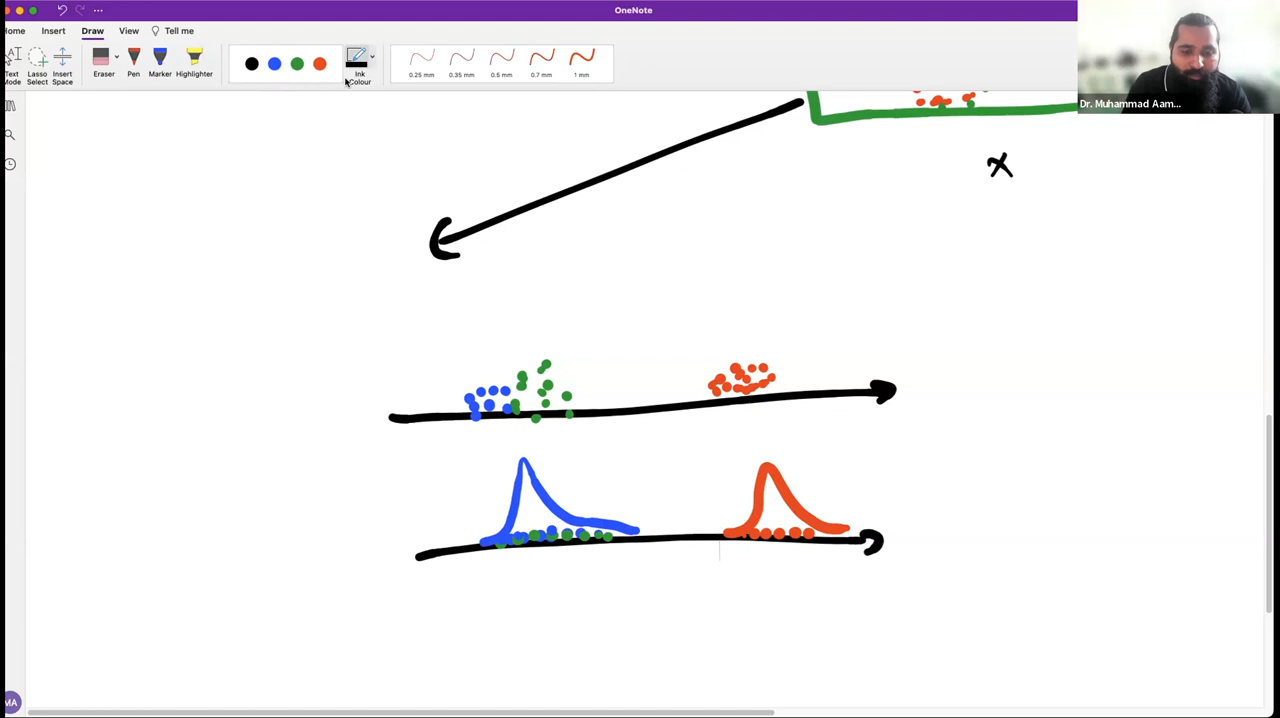 OneNote
Home Insert Draw View Tell me
Text Mode
Lasso Select
Insert Space
Eraser
Pen
Marker
Highlighter
Ink Colour
0.25 mm 0.35 mm 0.5 mm 0.7 mm 1 mm
Dr. Muhammad Aam...
x
MA